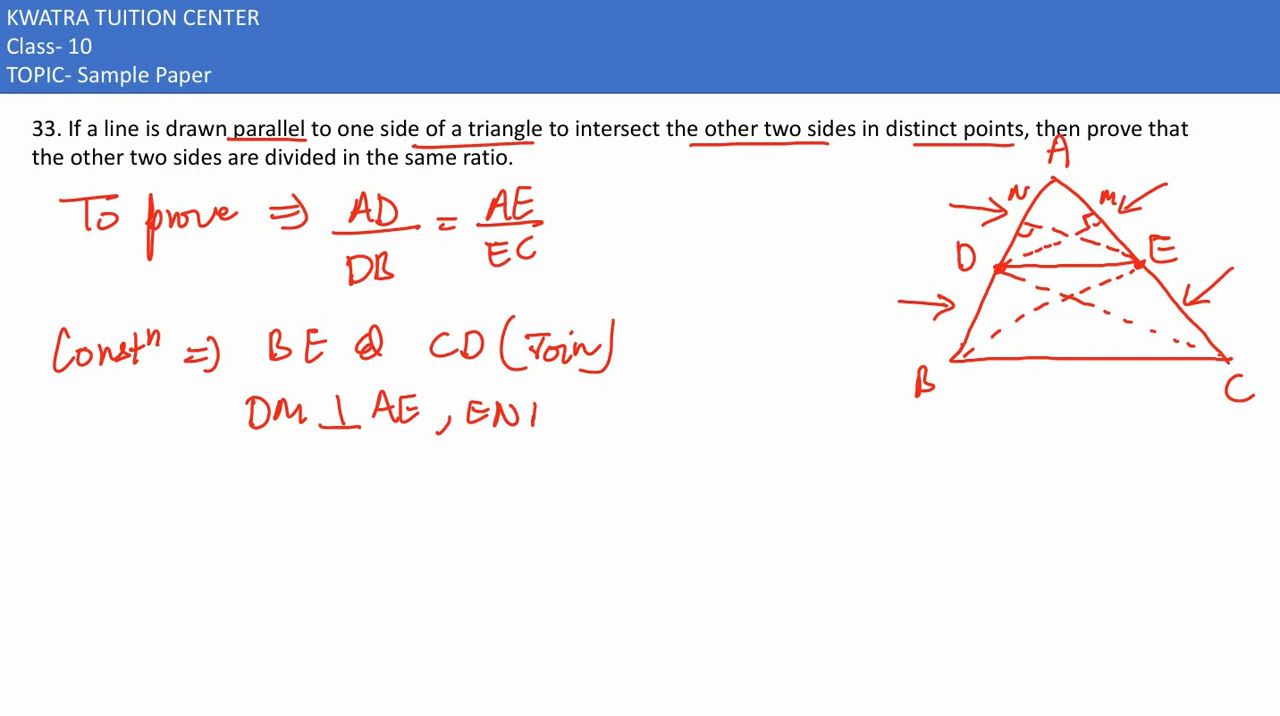 KWATRA TUITION CENTER
Class- 10
TOPIC- Sample Paper
33. If a line is drawn parallel to one side of a triangle to intersect the other two sides in distinct points, then prove that
the other two sides are divided in the same ratio.
To prove ⇒ AD/DB = AE/EC
Constⁿ ⇒ BE & CD (Join)
DM ⊥ AE, EN I
A
N M
D E
B C